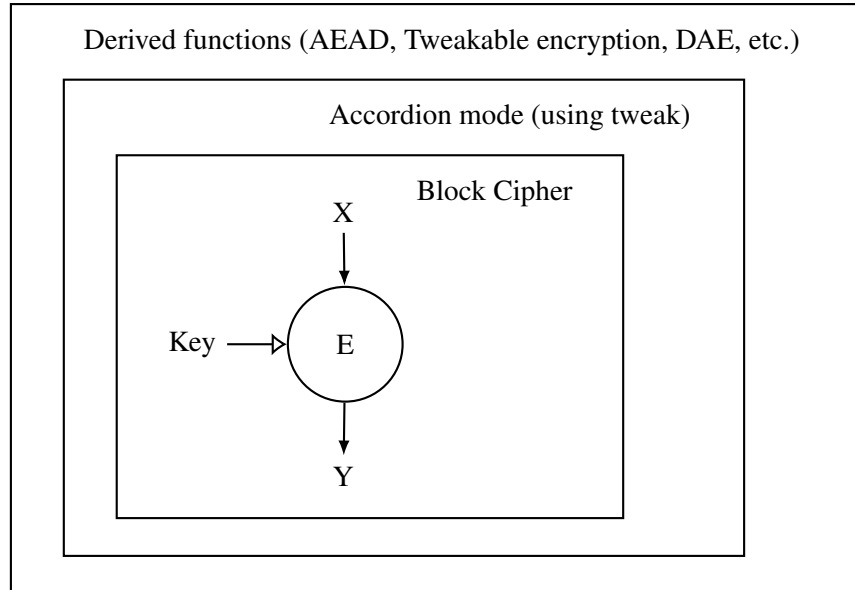 Derived functions (AEAD, Tweakable encryption, DAE, etc.)
Accordion mode (using tweak)
Block Cipher
X
Key
E
Y